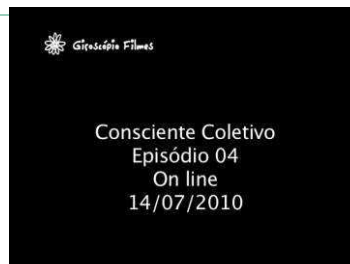 Giroscópio Filmes
Consciente Coletivo
Episódio 04
On line
14/07/2010